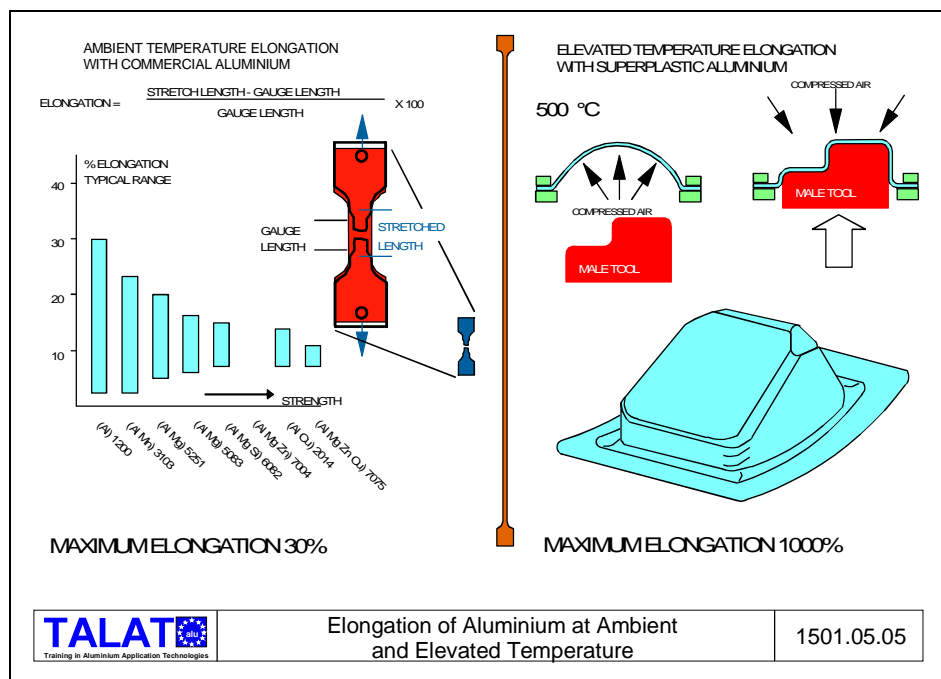 AMBIENT TEMPERATURE ELONGATION
WITH COMMERCIAL ALUMINIUM
ELONGATION =
STRETCH LENGTH - GAUGE LENGTH
GAUGE LENGTH
X 100
% ELONGATION
TYPICAL RANGE
40
30
20
10
GAUGE
LENGTH
STRETCHED
LENGTH
STRENGTH
(Al) 1200
(Al Mn) 3103
(Al Mg) 5251
(Al Mg) 5083
(Al Mg Si) 6082
(Al Mg Zn) 7004
(Al Cu) 2014
(Al Mg Zn Cu) 7075
MAXIMUM ELONGATION 30%
ELEVATED TEMPERATURE ELONGATION
WITH SUPERPLASTIC ALUMINIUM
500 °C
COMPRESSED AIR
COMPRESSED AIR
MALE TOOL
MALE TOOL
MAXIMUM ELONGATION 1000%
TALAT
alu
Training in Aluminium Application Technologies
Elongation of Aluminium at Ambient
and Elevated Temperature
1501.05.05